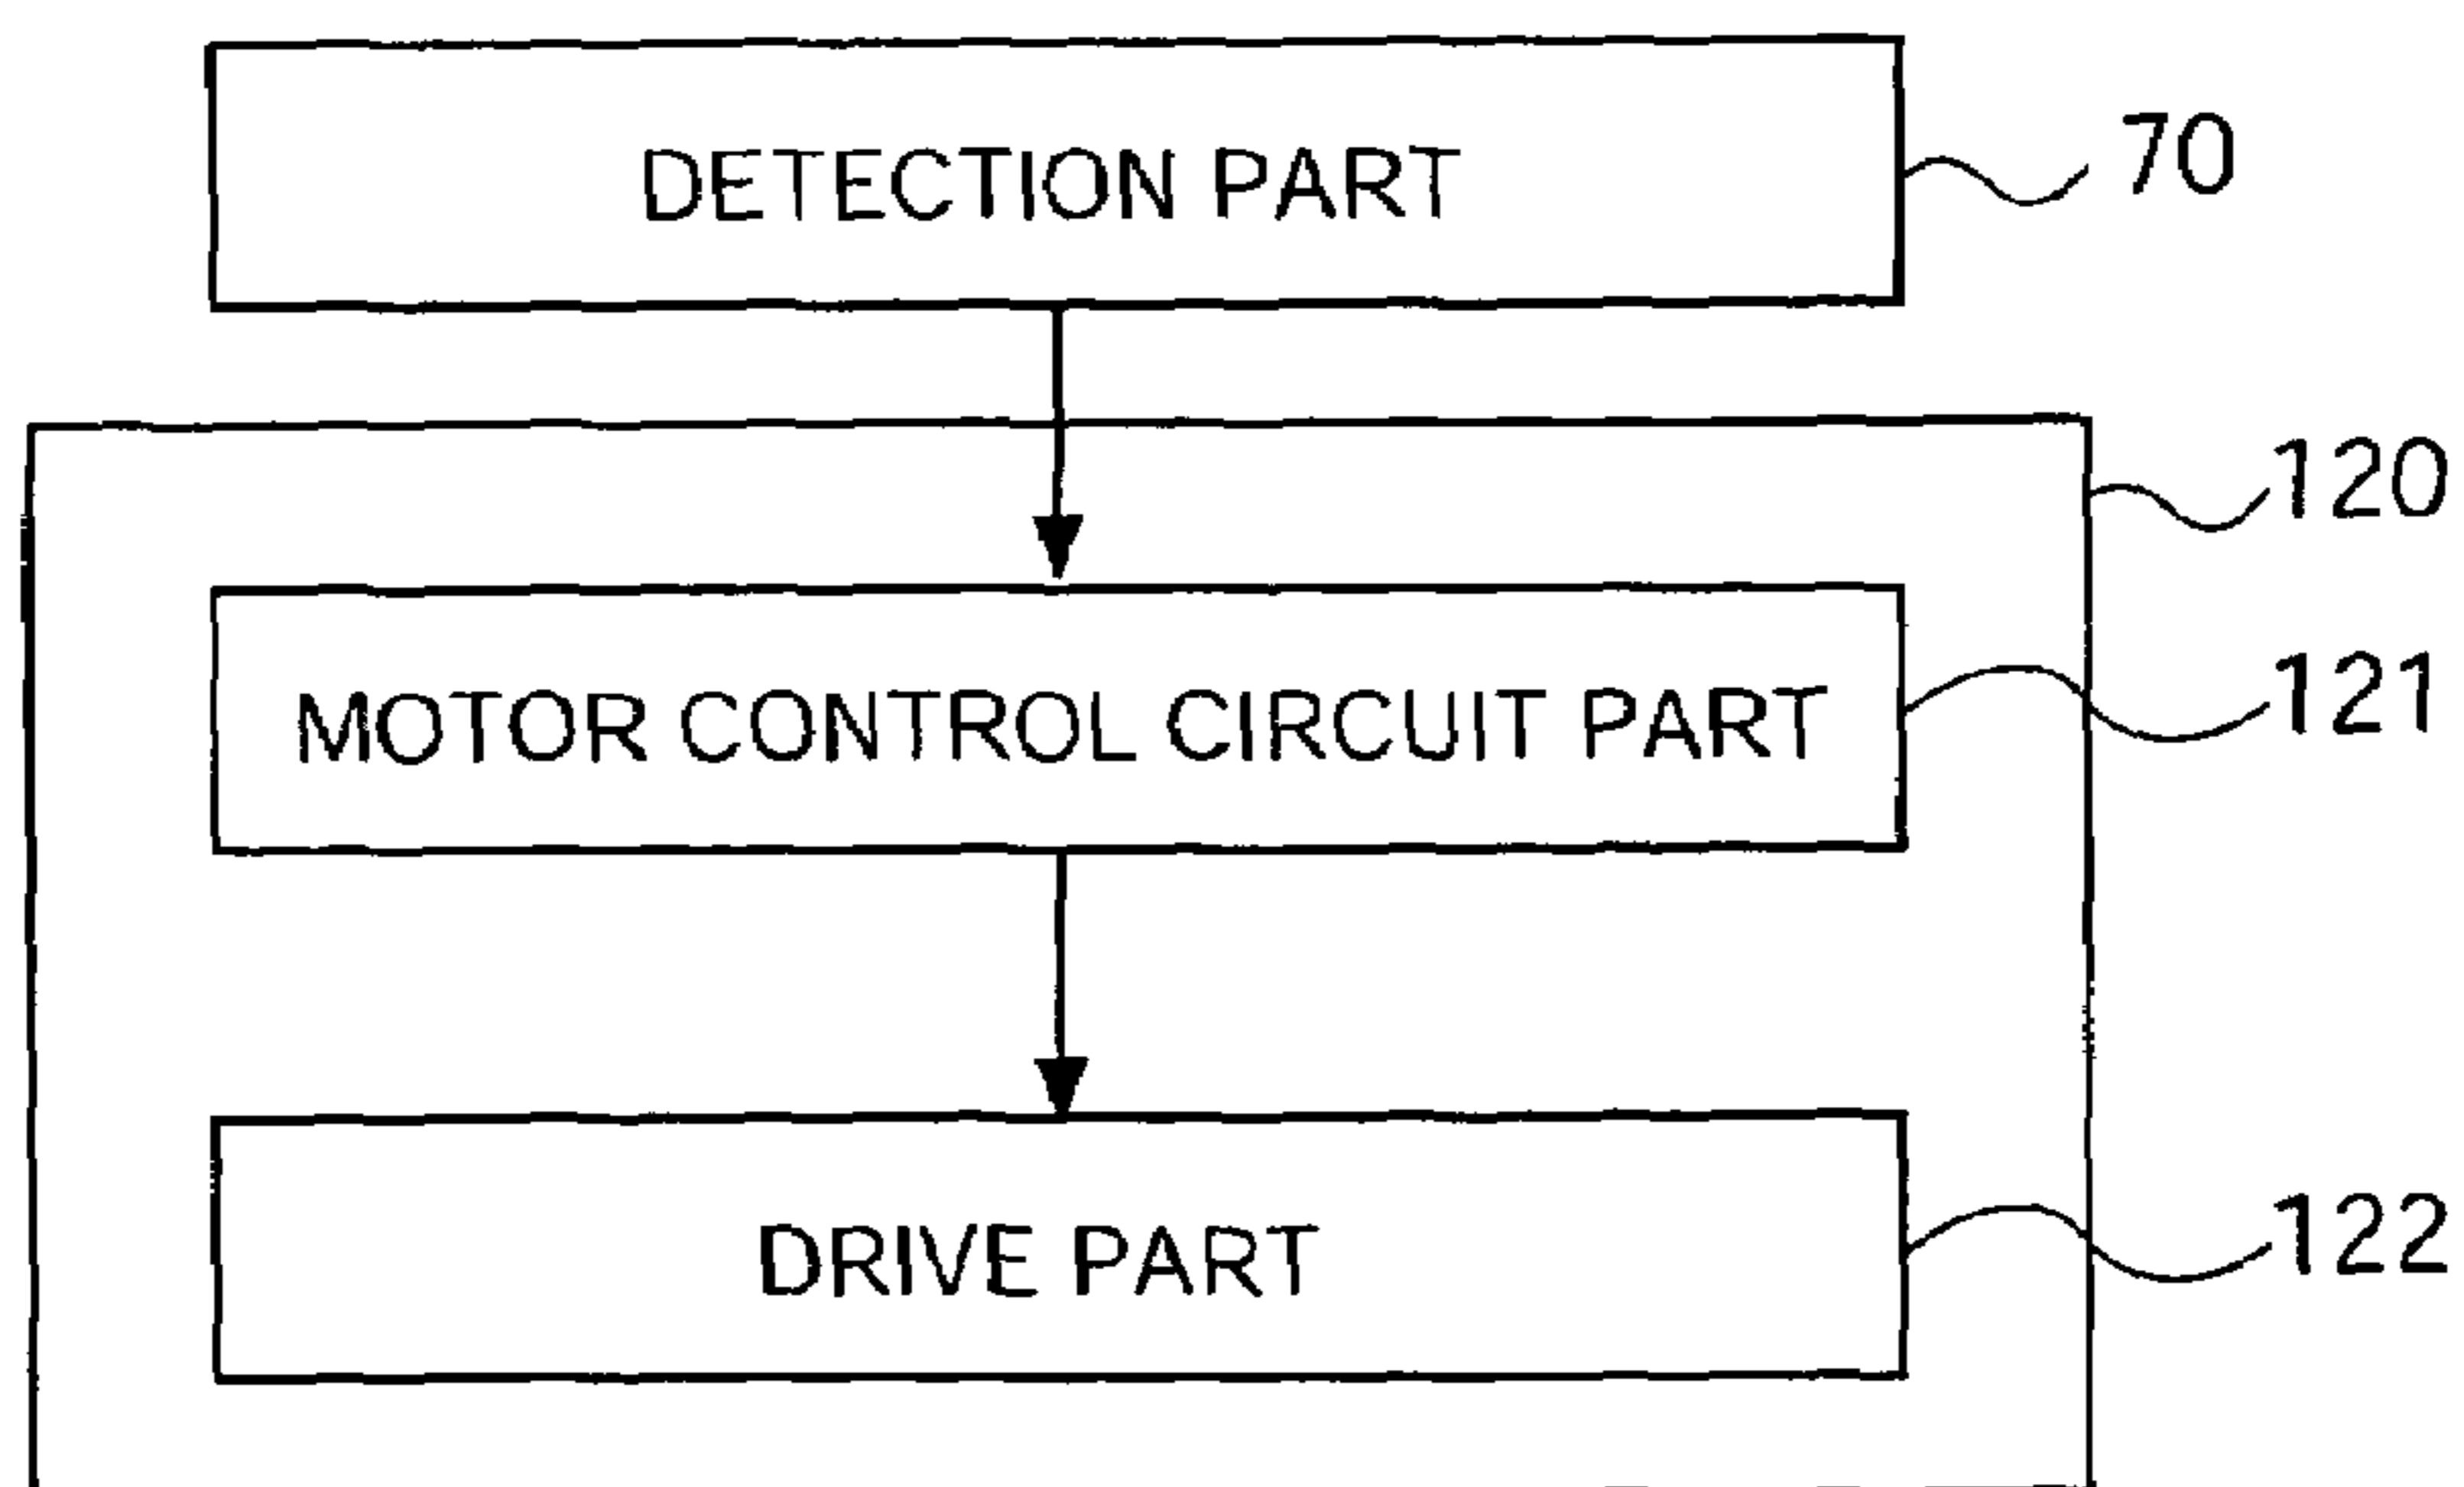 DETECTION PART
70
120
MOTOR CONTROL CIRCUIT PART
121
DRIVE PART
122